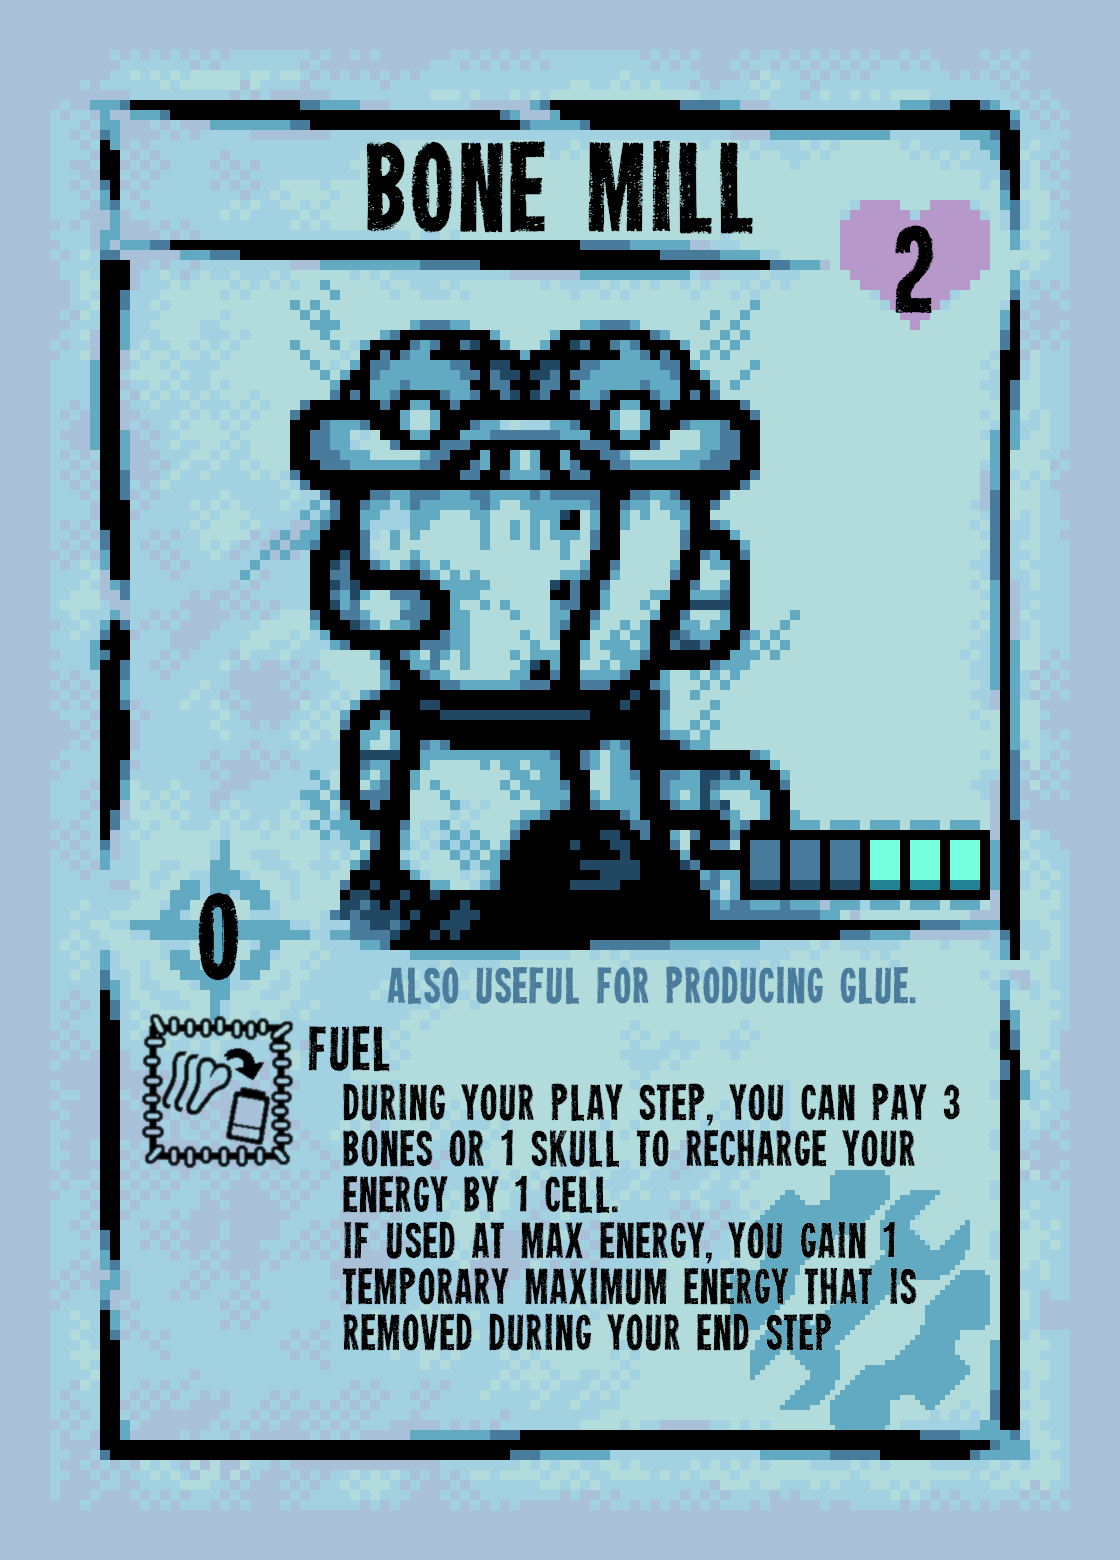 BONE MILL
2
0
ALSO USEFUL FOR PRODUCING GLUE.
FUEL
DURING YOUR PLAY STEP, YOU CAN PAY 3
BONES OR 1 SKULL TO RECHARGE YOUR
ENERGY BY 1 CELL.
IF USED AT MAX ENERGY, YOU GAIN 1
TEMPORARY MAXIMUM ENERGY THAT IS
REMOVED DURING YOUR END STEP